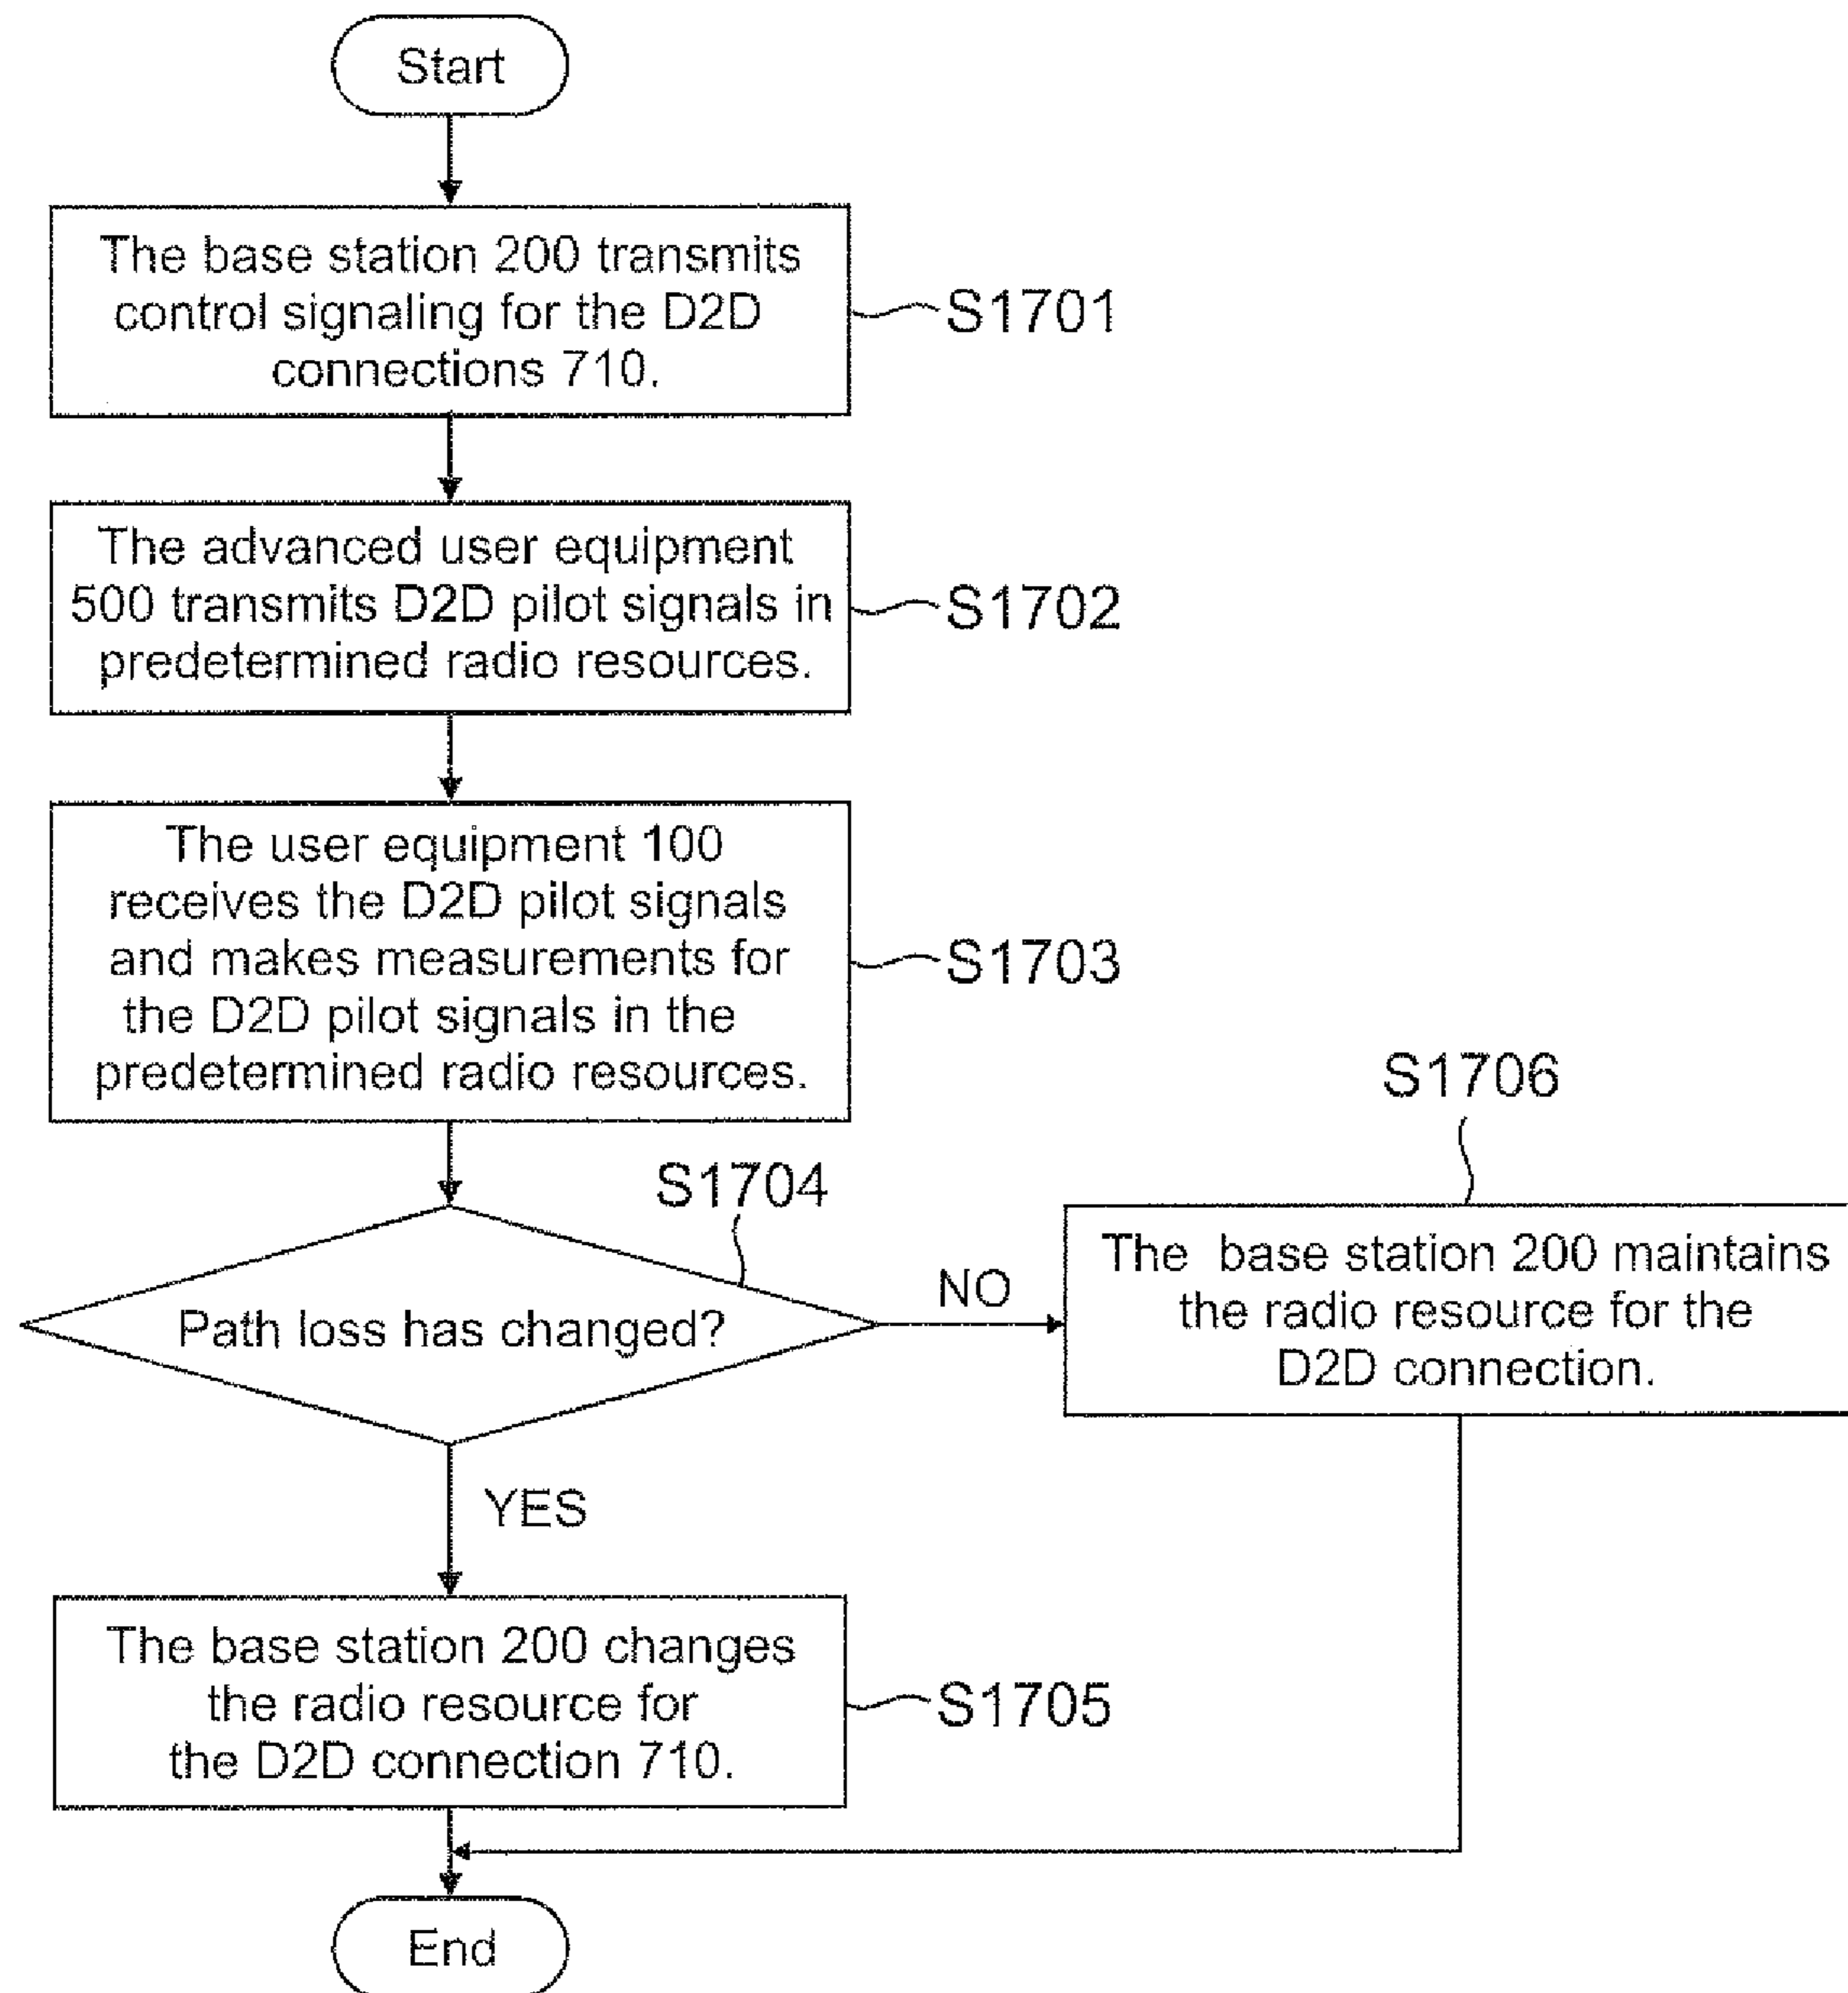 Start
The base station 200 transmits
control signaling for the D2D
connections 710.
S1701
The advanced user equipment
500 transmits D2D pilot signals in
predetermined radio resources.
S1702
The user equipment 100
receives the D2D pilot signals
and makes measurements for
the D2D pilot signals in the
predetermined radio resources.
S1703
S1704
Path loss has changed?
NO
S1706
The base station 200 maintains
the radio resource for the
D2D connection.
YES
The base station 200 changes
the radio resource for
the D2D connection 710.
S1705
End